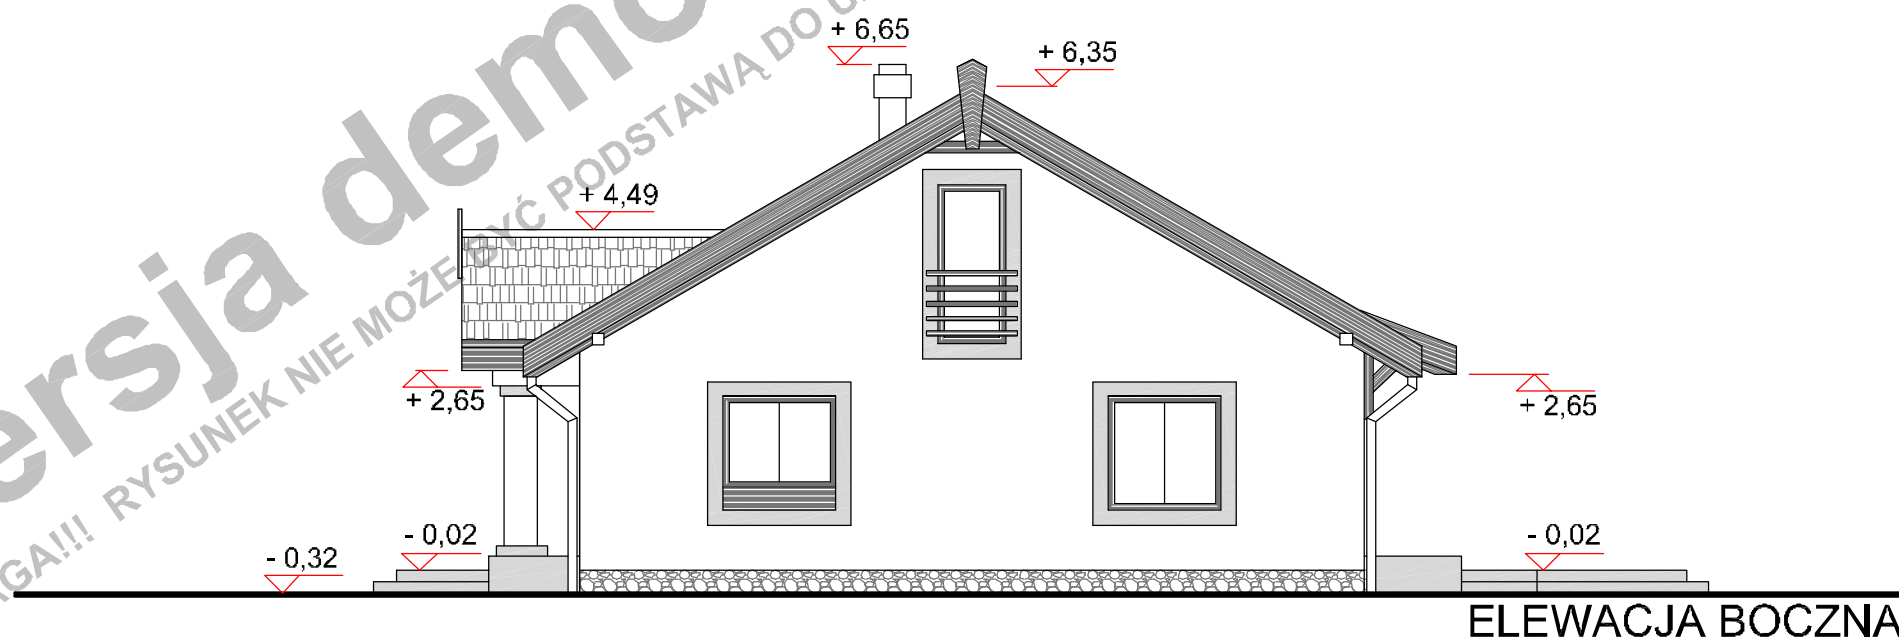 + 6,65
+ 6,35
+ 4,49
+ 2,65
+ 2,65
- 0,02
- 0,02
- 0,32
ELEWACJA BOCZNA
ersja demo
RYSUNEK NIE MOŻE BYĆ PODSTAWĄ DO